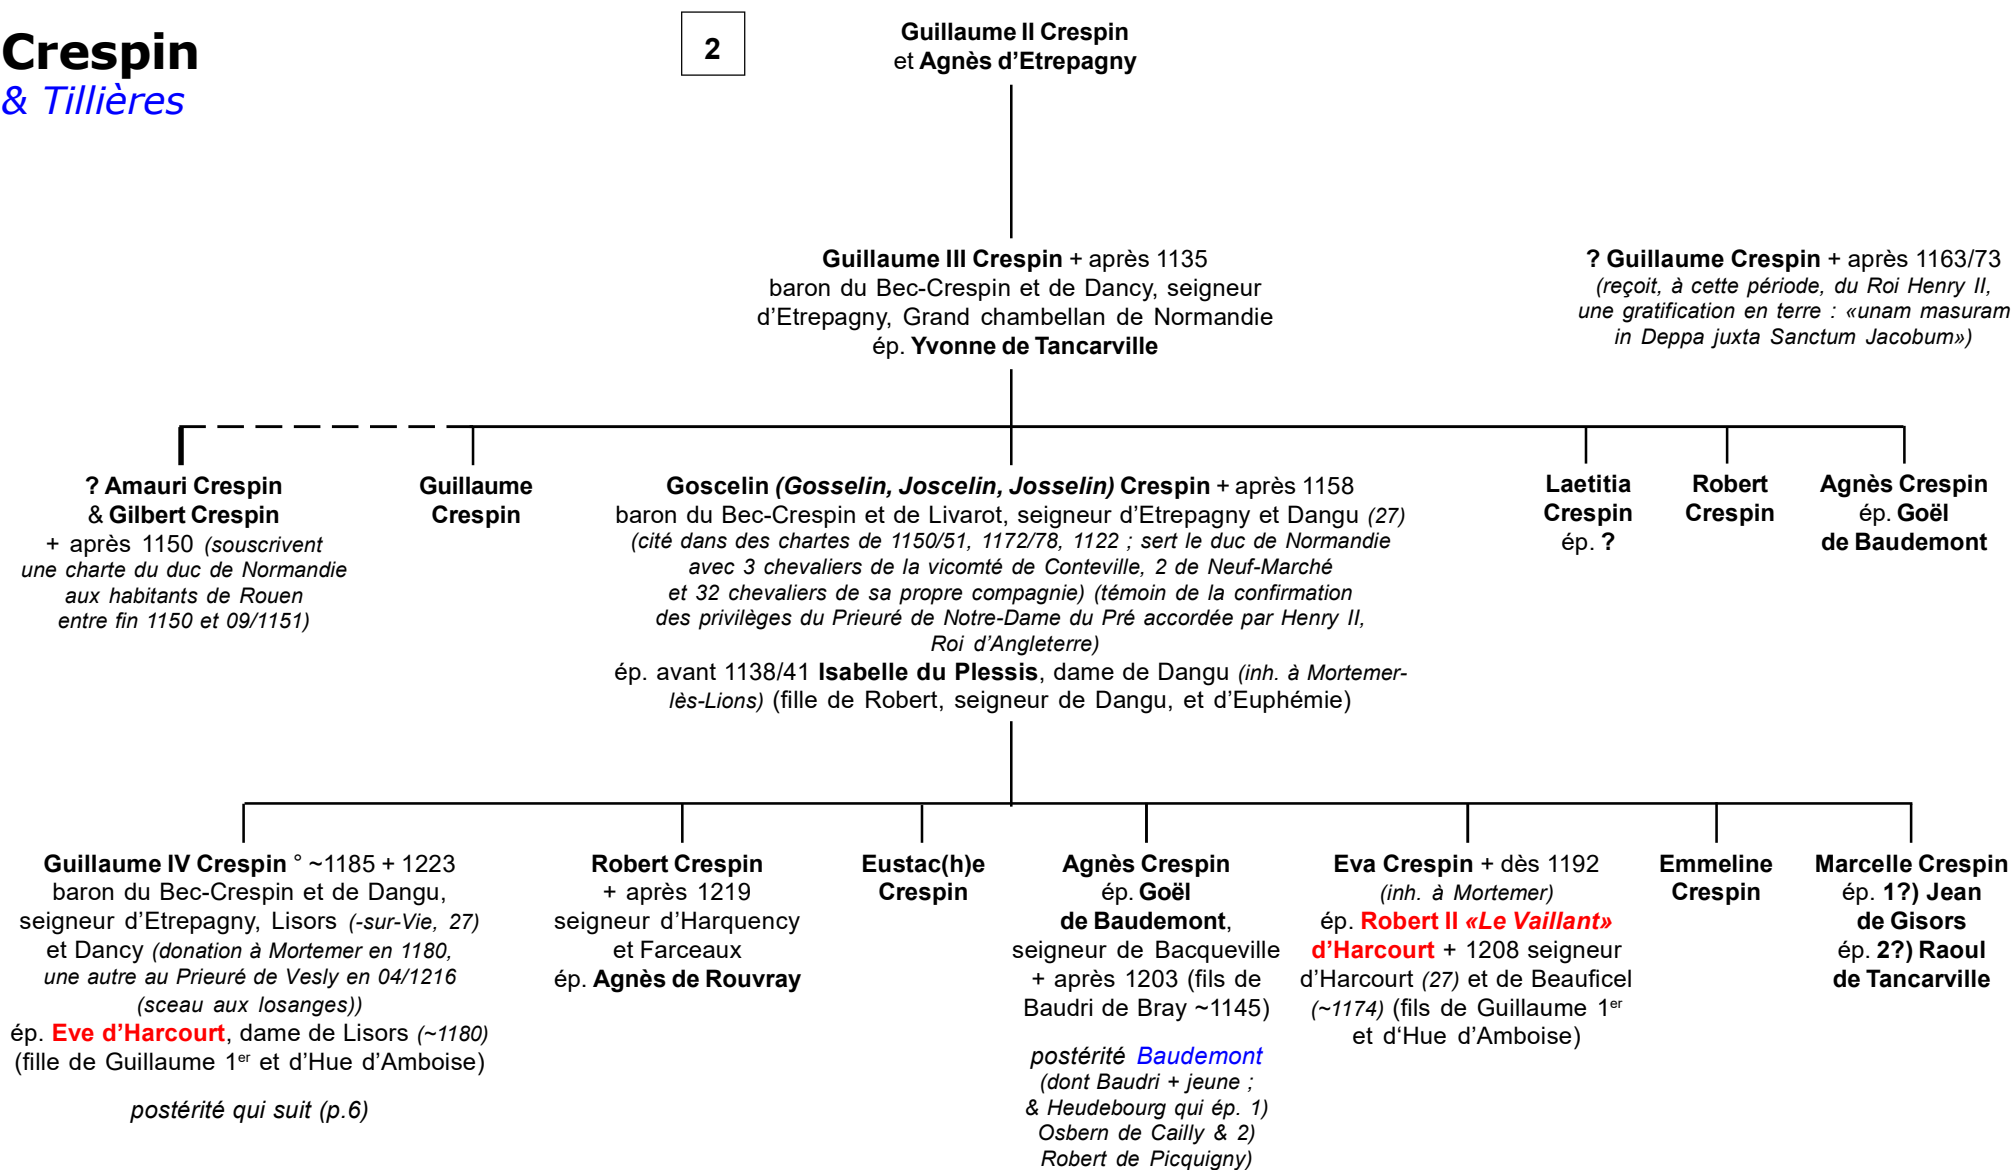 Crespin
& Tillières
2
Guillaume II Crespin
et Agnès d’Etrepagny
Guillaume III Crespin + après 1135
baron du Bec-Crespin et de Dancy, seigneur
d’Etrepagny, Grand chambellan de Normandie
ép. Yvonne de Tancarville
? Guillaume Crespin + après 1163/73
(reçoit, à cette période, du Roi Henry II,
une gratification en terre : «unam masuram
in Deppa juxta Sanctum Jacobum»)
? Amauri Crespin
& Gilbert Crespin
+ après 1150 (souscrivent
une charte du duc de Normandie
aux habitants de Rouen
entre fin 1150 et 09/1151)
Guillaume
Crespin
Goscelin (Gosselin, Joscelin, Josselin) Crespin + après 1158
baron du Bec-Crespin et de Livarot, seigneur d’Etrepagny et Dangu (27)
(cité dans des chartes de 1150/51, 1172/78, 1122 ; sert le duc de Normandie
avec 3 chevaliers de la vicomté de Conteville, 2 de Neuf-Marché
et 32 chevaliers de sa propre compagnie) (témoin de la confirmation
des privilèges du Prieuré de Notre-Dame du Pré accordée par Henry II,
Roi d’Angleterre)
ép. avant 1138/41 Isabelle du Plessis, dame de Dangu (inh. à Mortemer-
lès-Lions) (fille de Robert, seigneur de Dangu, et d’Euphémie)
Laetitia
Crespin
ép. ?
Robert
Crespin
Agnès Crespin
ép. Goël
de Baudemont
Guillaume IV Crespin ° ~1185 + 1223
baron du Bec-Crespin et de Dangu,
seigneur d’Etrepagny, Lisors (-sur-Vie, 27)
et Dancy (donation à Mortemer en 1180,
une autre au Prieuré de Vesly en 04/1216
(sceau aux losanges))
ép. Eve d’Harcourt, dame de Lisors (~1180)
(fille de Guillaume 1er et d’Hue d’Amboise)
postérité qui suit (p.6)
Robert Crespin
+ après 1219
seigneur d’Harquency
et Farceaux
ép. Agnès de Rouvray
Eustac(h)e
Crespin
Agnès Crespin
ép. Goël
de Baudemont,
seigneur de Bacqueville
+ après 1203 (fils de
Baudri de Bray ~1145)
postérité Baudemont
(dont Baudri + jeune ;
& Heudebourg qui ép. 1)
Osbern de Cailly & 2)
Robert de Picquigny)
Eva Crespin + dès 1192
(inh. à Mortemer)
ép. Robert II «Le Vaillant»
d’Harcourt + 1208 seigneur
d’Harcourt (27) et de Beauficel
(~1174) (fils de Guillaume 1er
et d‘Hue d’Amboise)
Emmeline
Crespin
Marcelle Crespin
ép. 1?) Jean
de Gisors
ép. 2?) Raoul
de Tancarville